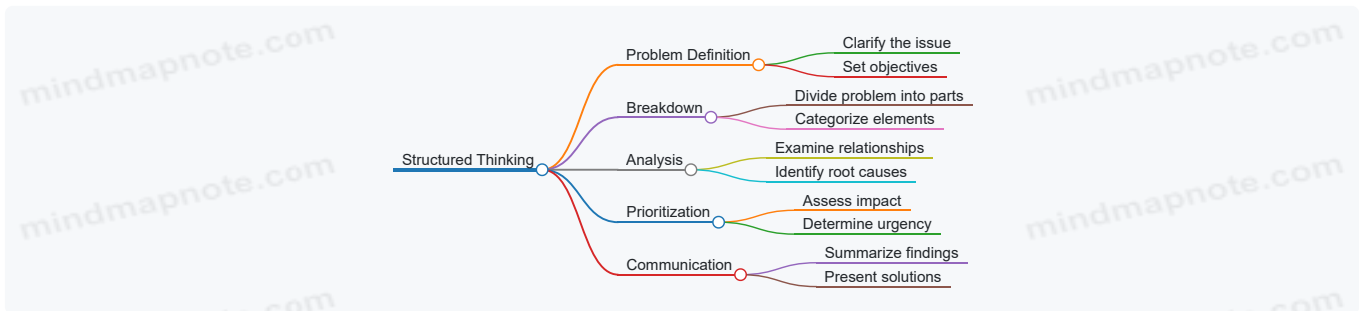 mindmapnote.com
mindmapnote.com
Structured Thinking
Problem Definition
Clarify the issue
Set objectives
Breakdown
Divide problem into parts
Categorize elements
Analysis
Examine relationships
Identify root causes
Prioritization
Assess impact
Determine urgency
Communication
Summarize findings
Present solutions
mindmapnote.com
mindmapnote.com